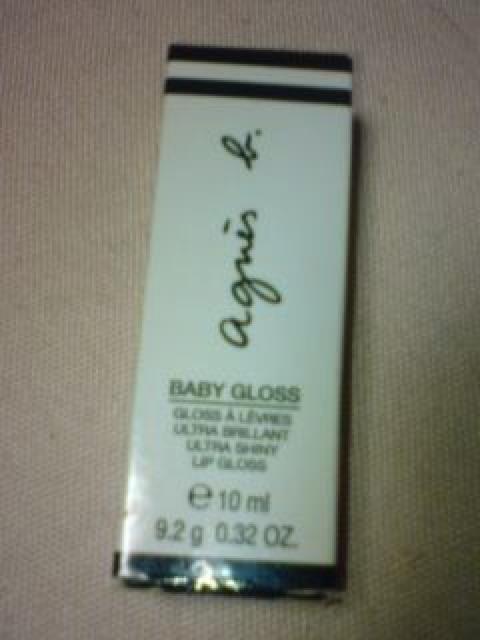 agnès b.
BABY GLOSS
GLOSS À LÈVRES
ULTRA BRILLANT
ULTRA SHINY
LIP GLOSS
℮ 10 ml
9.2 g 0.32 OZ.